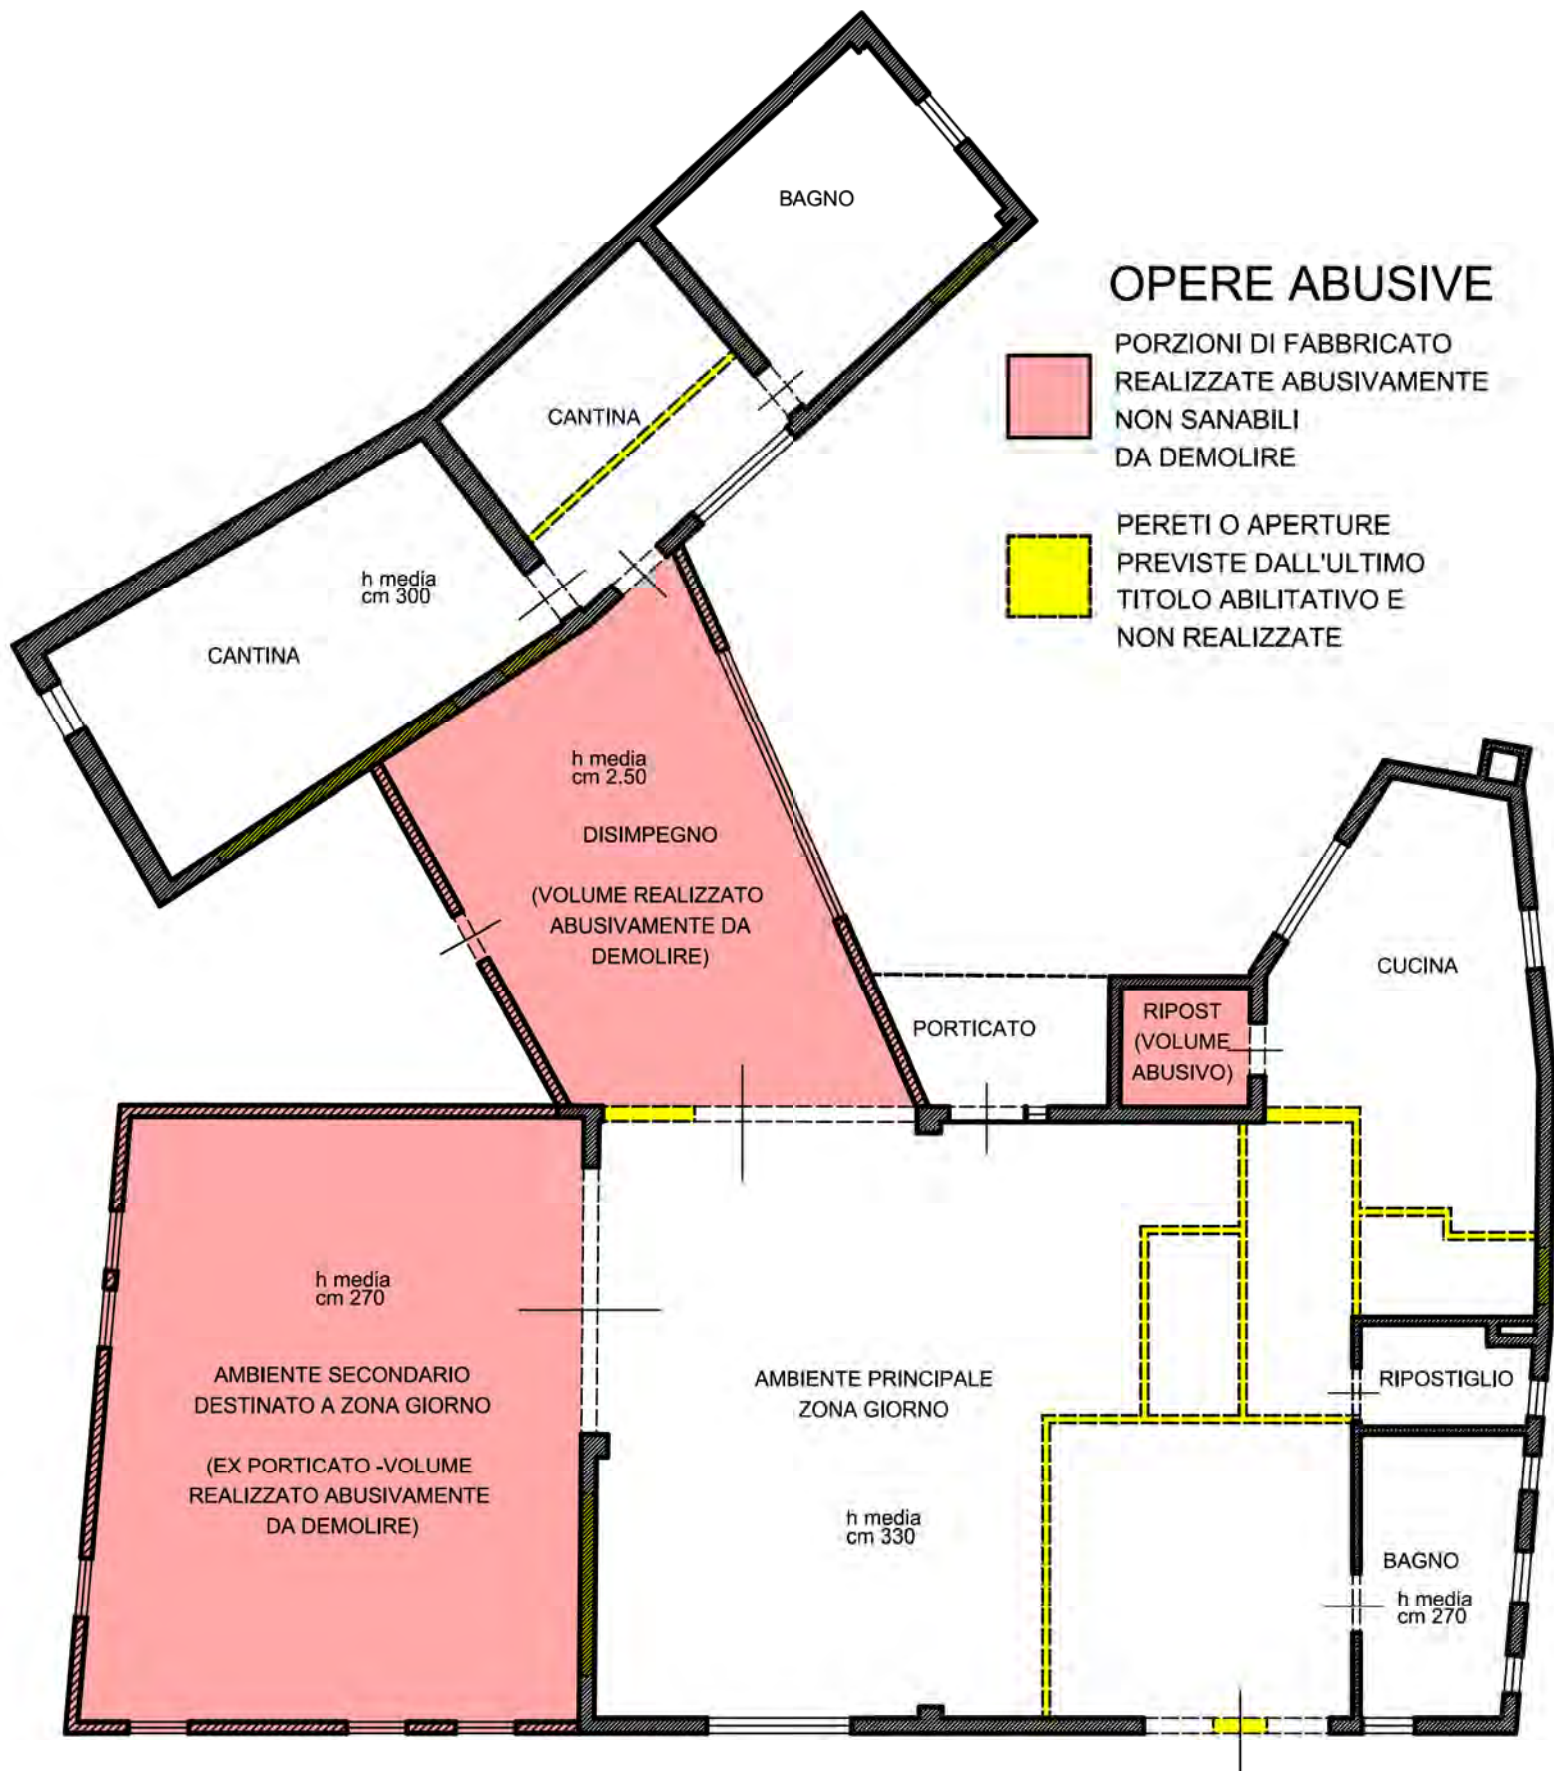 BAGNO
OPERE ABUSIVE
PORZIONI DI FABBRICATO
REALIZZATE ABUSIVAMENTE
NON SANABILI
DA DEMOLIRE
CANTINA
PERETI O APERTURE
PREVISTE DALL'ULTIMO
TITOLO ABILITATIVO E
NON REALIZZATE
h media
cm 300
CANTINA
h media
cm 2.50
DISIMPEGNO
(VOLUME REALIZZATO
ABUSIVAMENTE DA
DEMOLIRE)
CUCINA
PORTICATO
RIPOST
(VOLUME
ABUSIVO)
h media
cm 270
AMBIENTE SECONDARIO
DESTINATO A ZONA GIORNO
(EX PORTICATO -VOLUME
REALIZZATO ABUSIVAMENTE
DA DEMOLIRE)
AMBIENTE PRINCIPALE
ZONA GIORNO
h media
cm 330
RIPOSTIGLIO
BAGNO
h media
cm 270